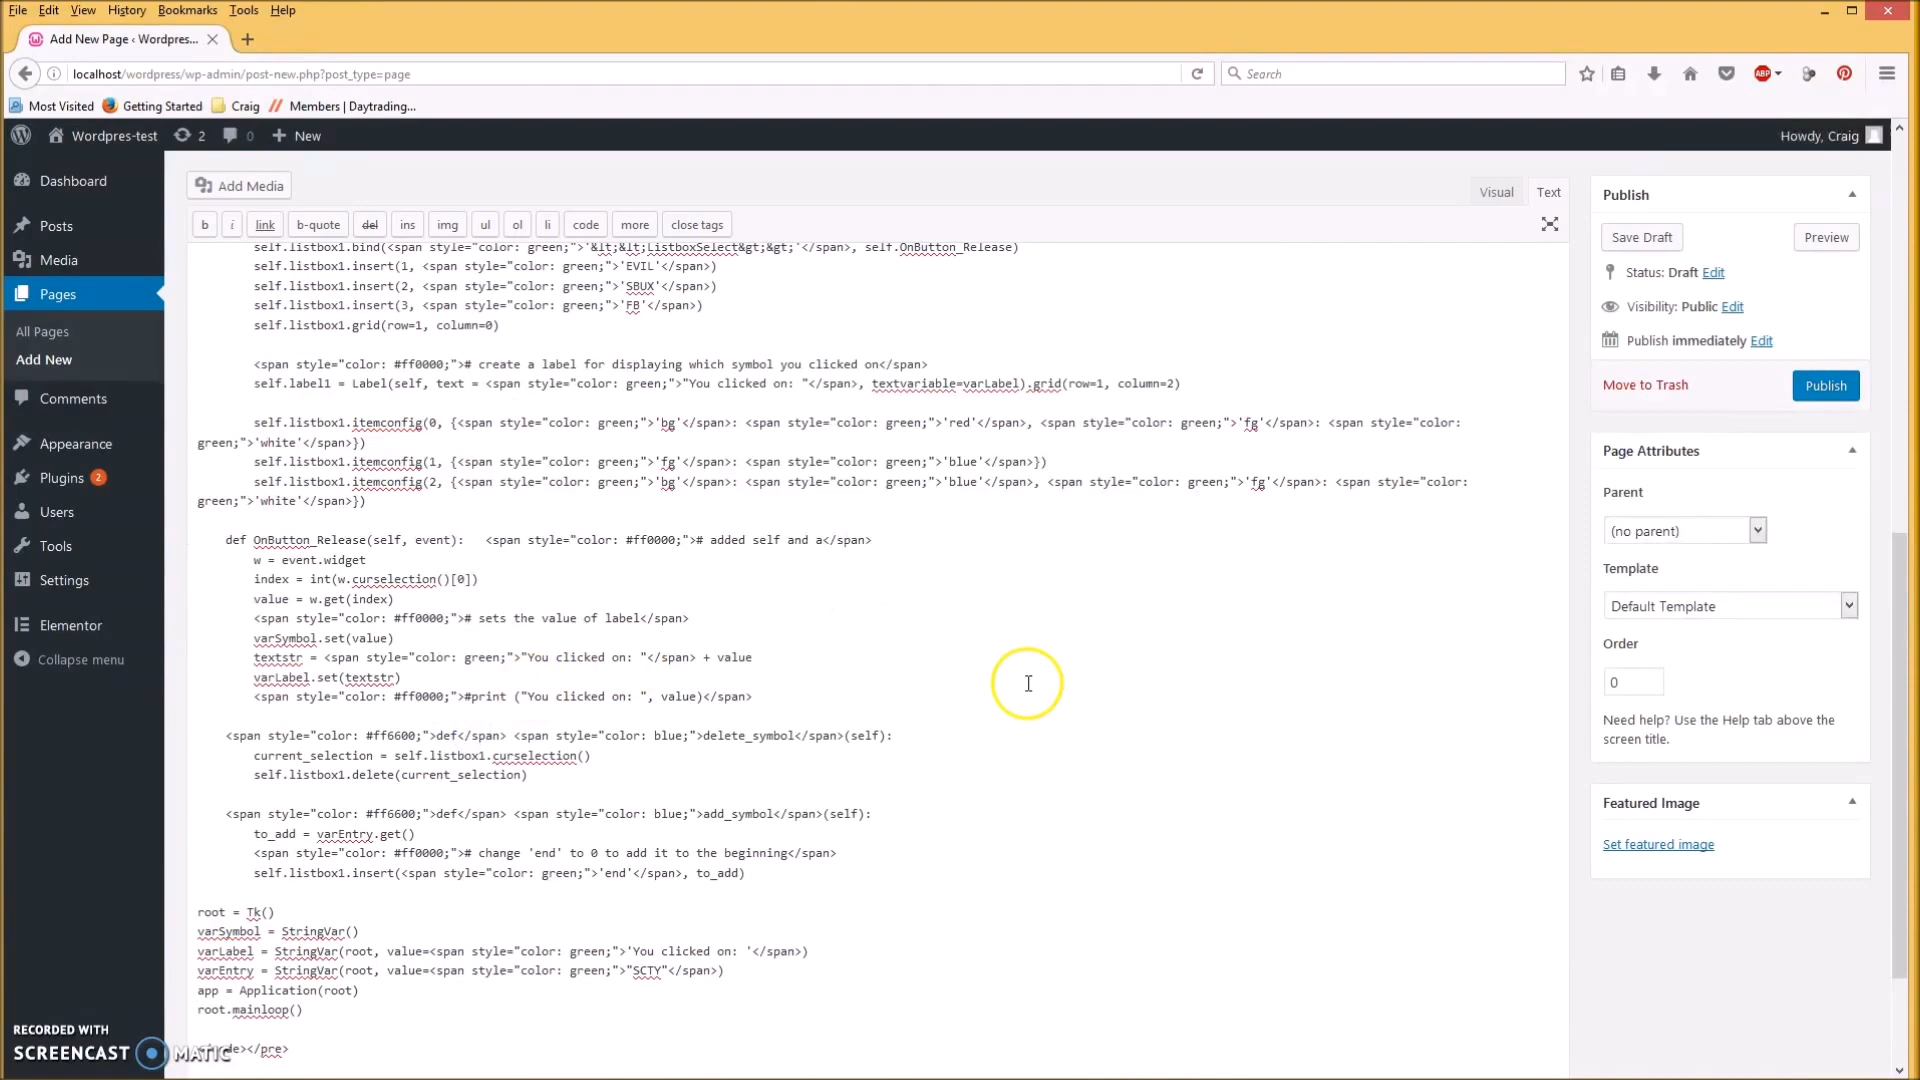 File Edit View History Bookmarks Tools Help
Add New Page ‹ Wordpres...
localhost/wordpress/wp-admin/post-new.php?post_type=page
Search
ABP
Most Visited Getting Started Craig Members | Daytrading...
Wordpres-test 2 0 New
Howdy, Craig
Dashboard
Posts
Media
Pages
All Pages
Add New
Comments
Appearance
Plugins 2
Users
Tools
Settings
Elementor
Collapse menu
Add Media
Visual Text
b i link b-quote del ins img ul ol li code more close tags
self.listbox1.bind(<span style="color: green;">'&lt;&lt;ListboxSelect&gt;&gt;'</span>, self.OnButton_Release)
self.listbox1.insert(1, <span style="color: green;">'EVIL'</span>)
self.listbox1.insert(2, <span style="color: green;">'SBUX'</span>)
self.listbox1.insert(3, <span style="color: green;">'FB'</span>)
self.listbox1.grid(row=1, column=0)
<span style="color: #ff0000;"># create a label for displaying which symbol you clicked on</span>
self.label1 = Label(self, text = <span style="color: green;">"You clicked on: "</span>, textvariable=varLabel).grid(row=1, column=2)
self.listbox1.itemconfig(0, {<span style="color: green;">'bg'</span>: <span style="color: green;">'red'</span>, <span style="color: green;">'fg'</span>: <span style="color:
green;">'white'</span>})
self.listbox1.itemconfig(1, {<span style="color: green;">'fg'</span>: <span style="color: green;">'blue'</span>})
self.listbox1.itemconfig(2, {<span style="color: green;">'bg'</span>: <span style="color: green;">'blue'</span>, <span style="color: green;">'fg'</span>: <span style="color:
green;">'white'</span>})
def OnButton_Release(self, event): <span style="color: #ff0000;"># added self and a</span>
w = event.widget
index = int(w.curselection()[0])
value = w.get(index)
<span style="color: #ff0000;"># sets the value of label</span>
varSymbol.set(value)
textstr = <span style="color: green;">"You clicked on: "</span> + value
varLabel.set(textstr)
<span style="color: #ff0000;">#print ("You clicked on: ", value)</span>
<span style="color: #ff6600;">def</span> <span style="color: blue;">delete_symbol</span>(self):
current_selection = self.listbox1.curselection()
self.listbox1.delete(current_selection)
<span style="color: #ff6600;">def</span> <span style="color: blue;">add_symbol</span>(self):
to_add = varEntry.get()
<span style="color: #ff0000;"># change 'end' to 0 to add it to the beginning</span>
self.listbox1.insert(<span style="color: green;">'end'</span>, to_add)
root = Tk()
varSymbol = StringVar()
varLabel = StringVar(root, value=<span style="color: green;">'You clicked on: '</span>)
varEntry = StringVar(root, value=<span style="color: green;">"SCTY"</span>)
app = Application(root)
root.mainloop()
></pre>
Publish
Save Draft Preview
Status: Draft Edit
Visibility: Public Edit
Publish immediately Edit
Move to Trash Publish
Page Attributes
Parent
(no parent)
Template
Default Template
Order
0
Need help? Use the Help tab above the
screen title.
Featured Image
Set featured image
RECORDED WITH
SCREENCAST MATIC